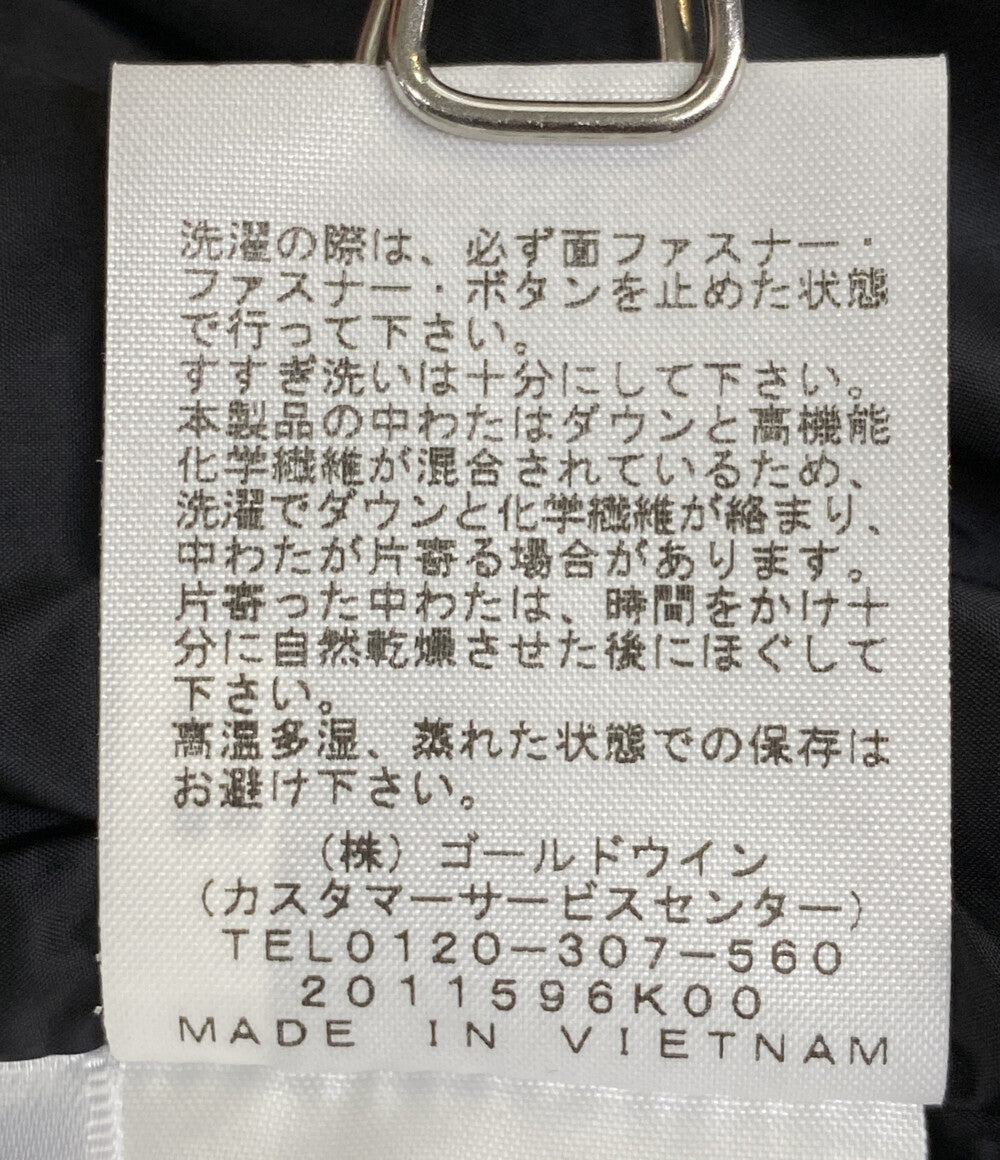 洗濯の際は、必ず面ファスナー・
ファスナー・ボタンを止めた状態
で行って下さい。
すすぎ洗いは十分にして下さい。
本製品の中わたはダウンと高機能
化学繊維が混合されているため、
洗濯でダウンと化学繊維が絡まり、
中わたが片寄る場合があります。
片寄った中わたは、時間をかけ十
分に自然乾燥させた後にほぐして
下さい。
高温多湿、蒸れた状態での保存は
お避け下さい。
（株）ゴールドウイン
（カスタマーサービスセンター）
TEL0120-307-560
2011596K00
MADE IN VIETNAM